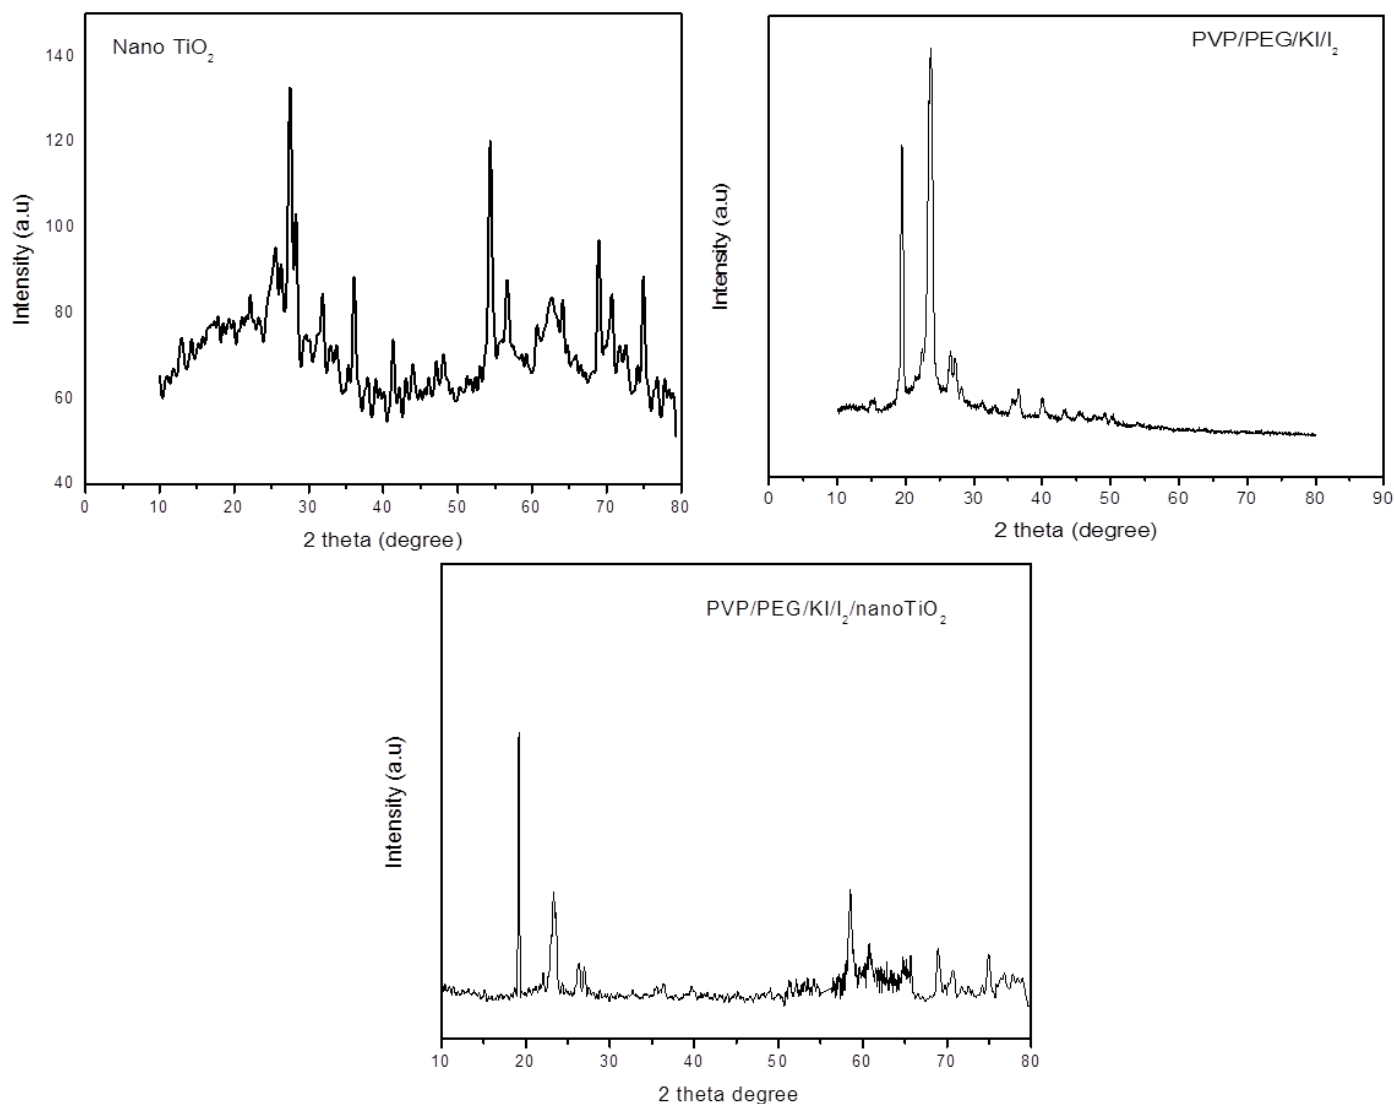 Nano TiO₂
Intensity (a.u)
140
120
100
80
60
40
0 10 20 30 40 50 60 70 80
2 theta (degree)
PVP/PEG/KI/I₂
Intensity (a.u)
0 10 20 30 40 50 60 70 80 90
2 theta (degree)
PVP/PEG/KI/I₂/nanoTiO₂
Intensity (a.u)
10 20 30 40 50 60 70 80
2 theta degree